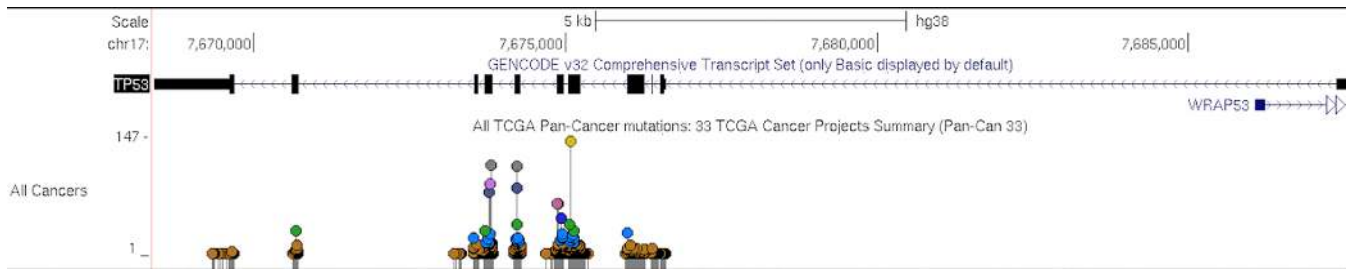 Scale 5 kb hg38
chr17: 7,670,000 7,675,000 7,680,000 7,685,000
GENCODE v32 Comprehensive Transcript Set (only Basic displayed by default)
TP53
WRAP53
All TCGA Pan-Cancer mutations: 33 TCGA Cancer Projects Summary (Pan-Can 33)
147 -
All Cancers
1 _